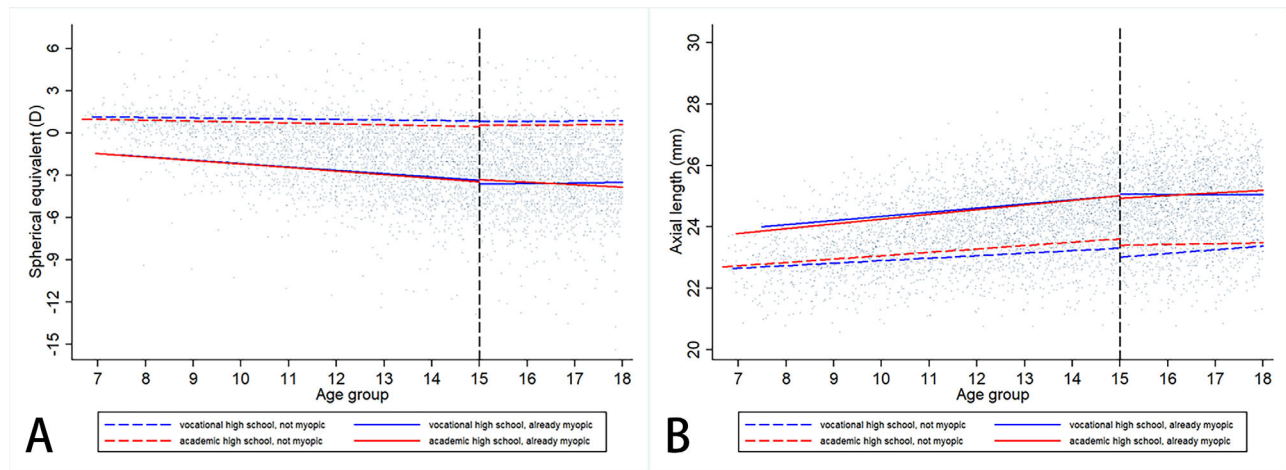 6
3
0
-3
-6
-9
-12
-15
Spherical equivalent (D)
7 8 9 10 11 12 13 14 15 16 17 18
Age group
vocational high school, not myopic vocational high school, already myopic
academic high school, not myopic academic high school, already myopic
A
30
28
26
24
22
20
Axial length (mm)
7 8 9 10 11 12 13 14 15 16 17 18
Age group
vocational high school, not myopic vocational high school, already myopic
academic high school, not myopic academic high school, already myopic
B